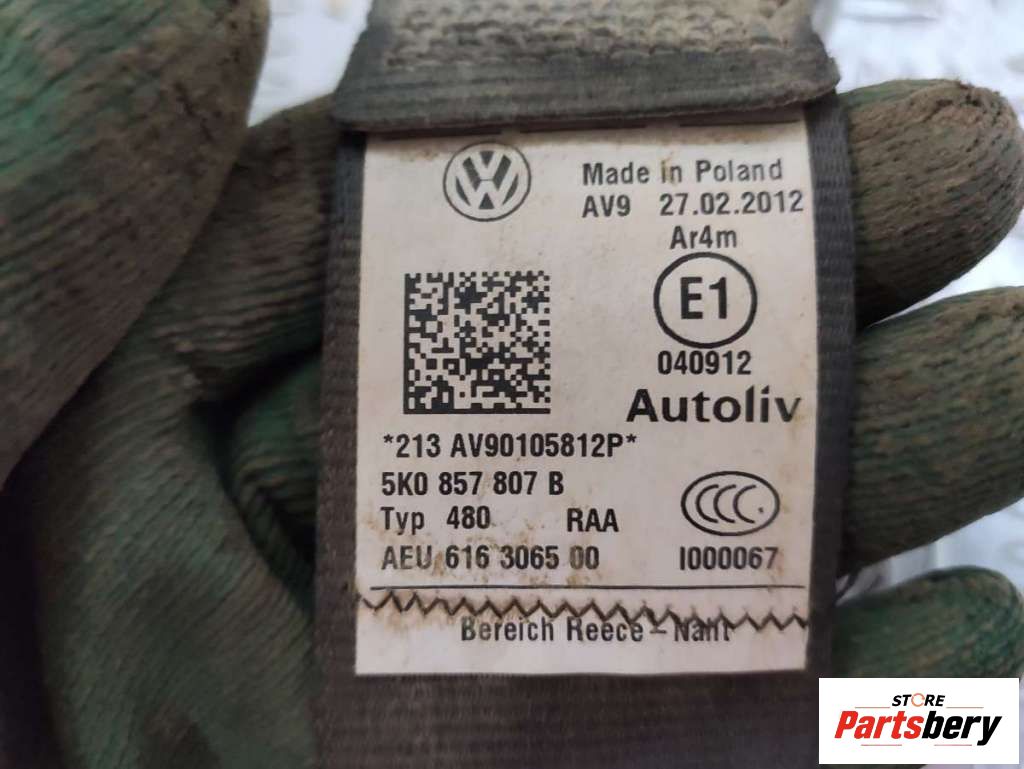 Made in Poland
AV9 27.02.2012
Ar4m
E1
040912
Autoliv
*213 AV90105812P*
5K0 857 807 B
Typ 480 RAA
CCC
AEU 616 3065 00 I000067
Bereich Reece - Naht
STORE
Partsbery